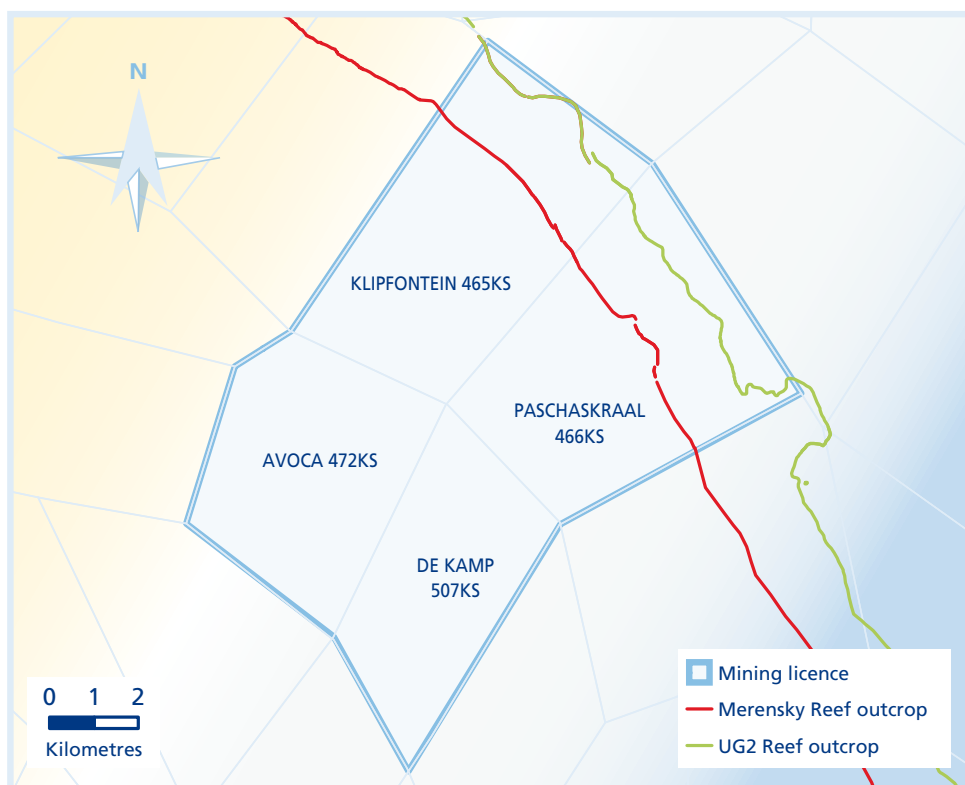 N
KLIPFONTEIN 465KS
PASCHASKRAAL
466KS
AVOCA 472KS
DE KAMP
507KS
0 1 2
Kilometres
Mining licence
Merensky Reef outcrop
UG2 Reef outcrop